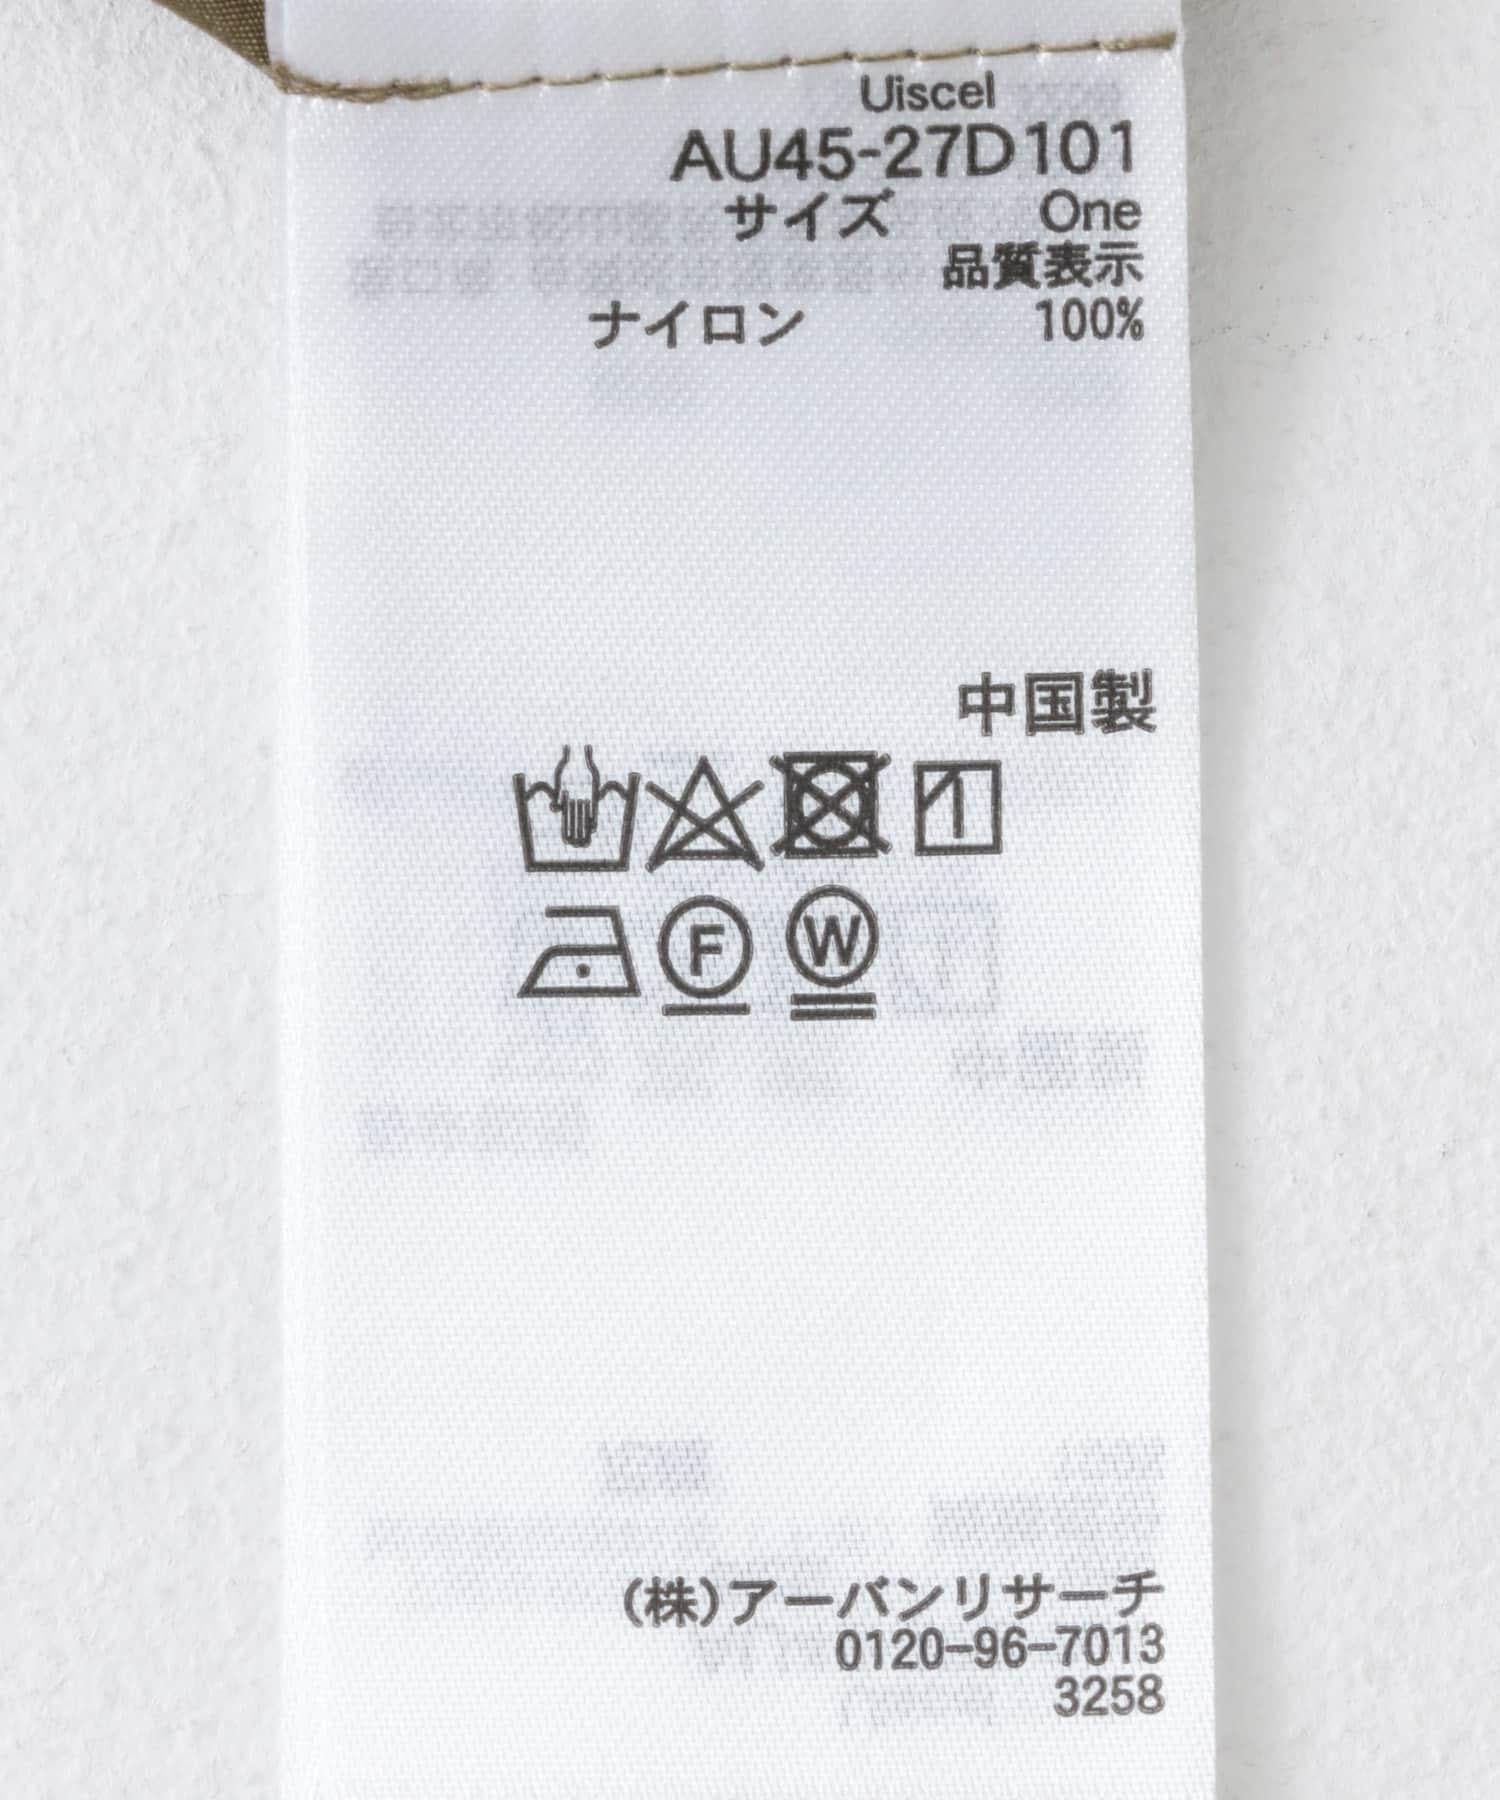 Uiscel
AU45-27D101
サイズ One
品質表示
ナイロン 100%
中国製
F W
(株)アーバンリサーチ
0120-96-7013
3258